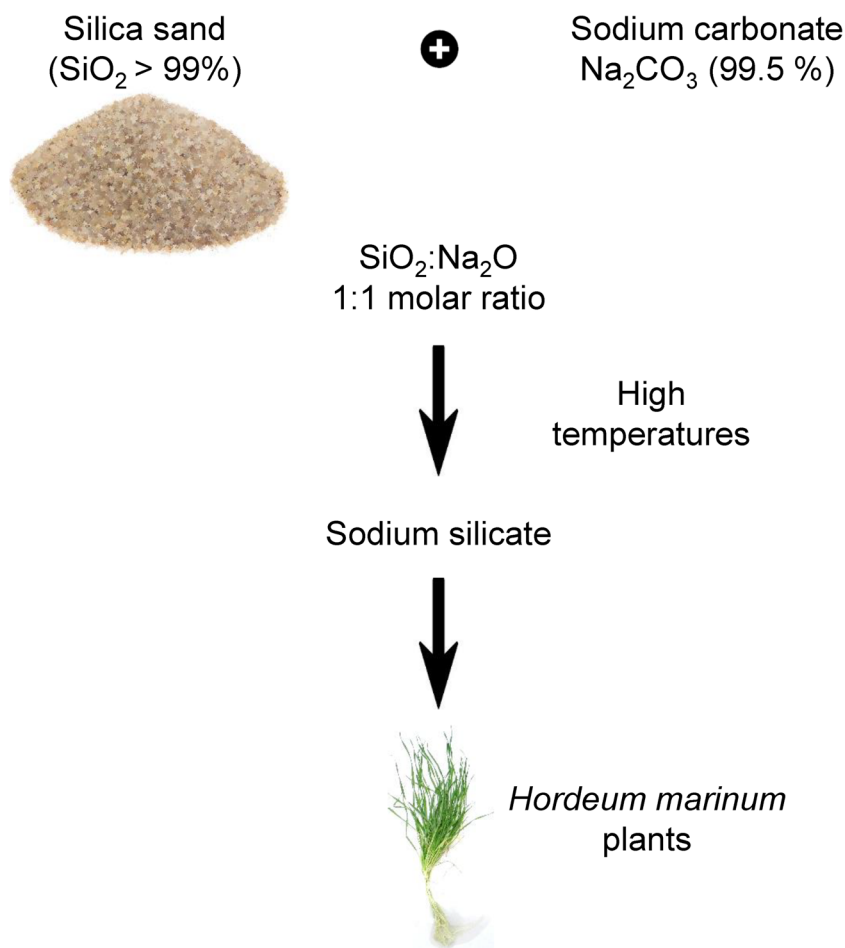 Silica sand
(SiO₂ > 99%)
Sodium carbonate
Na₂CO₃ (99.5 %)
SiO₂:Na₂O
1:1 molar ratio
High
temperatures
Sodium silicate
Hordeum marinum
plants